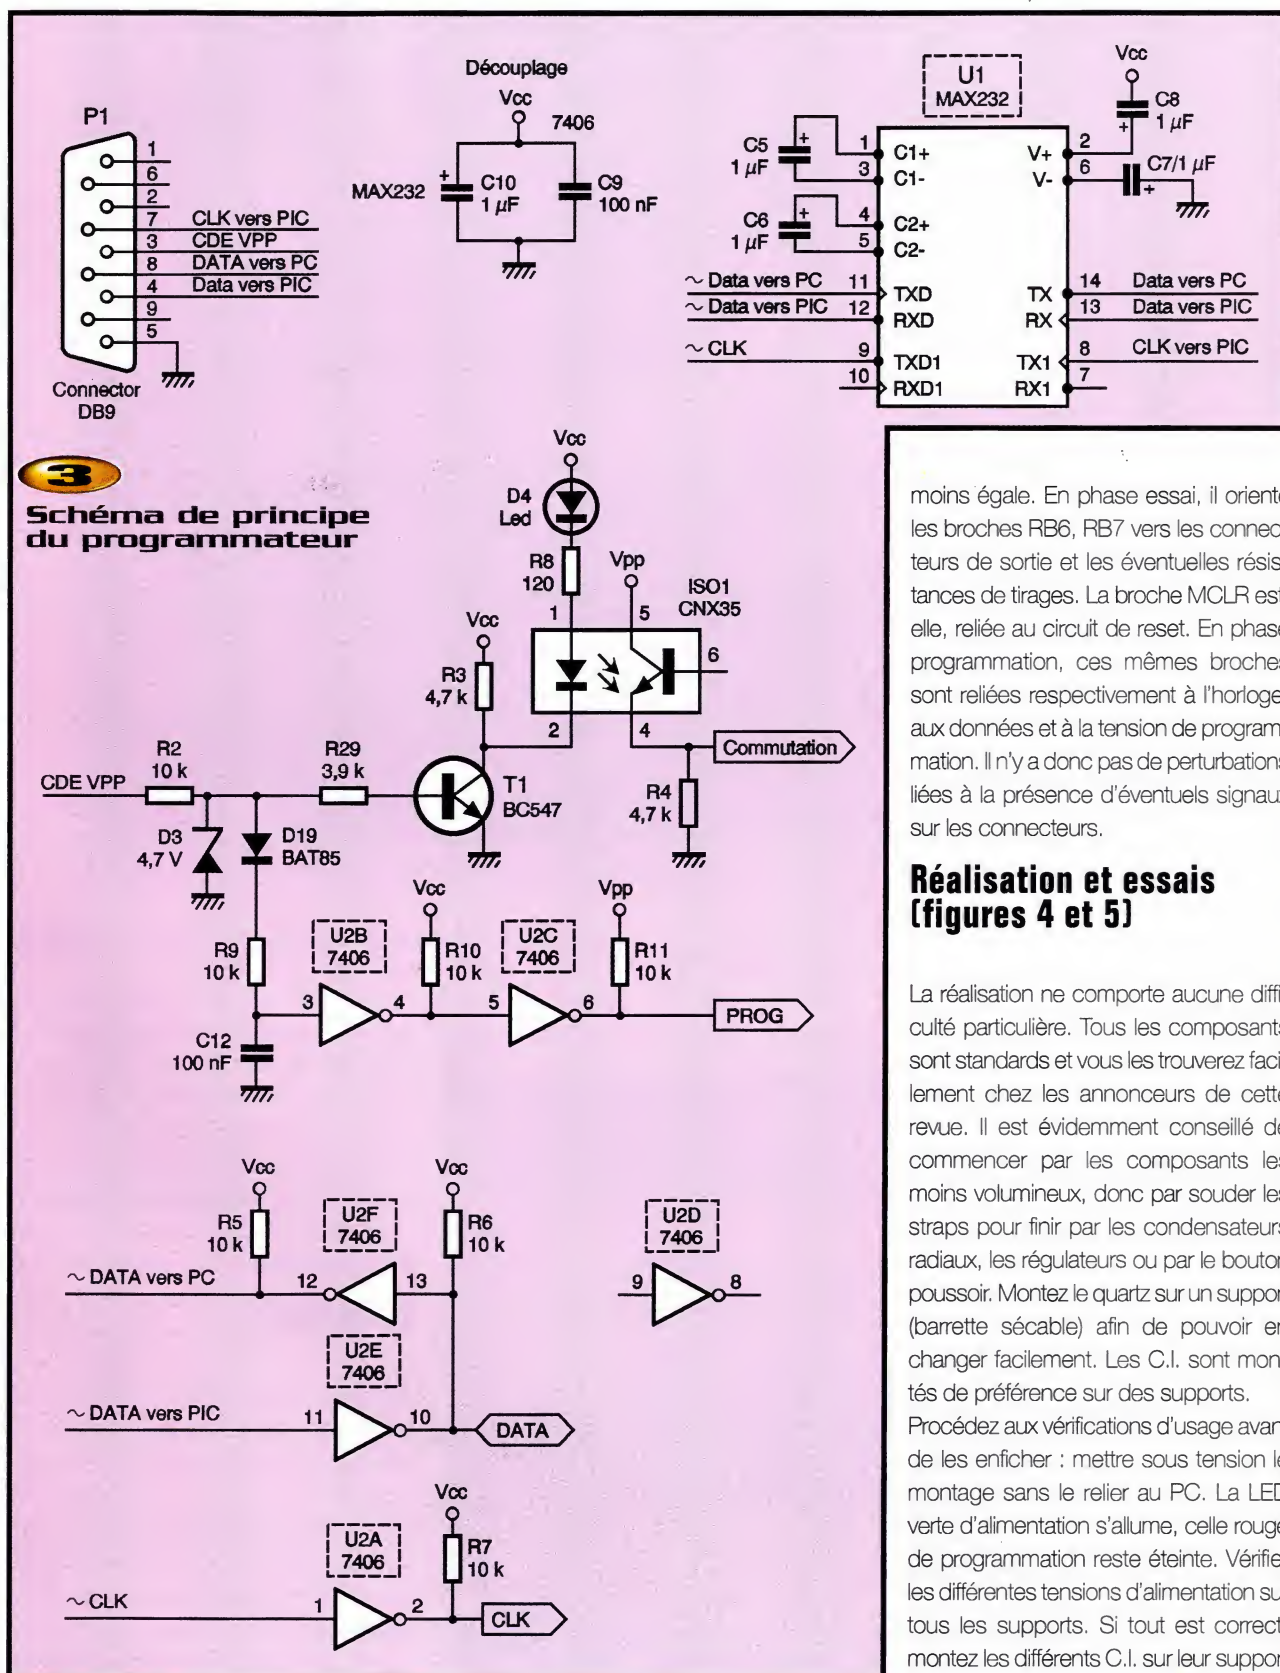 Découplage
Vcc
7406
MAX232
+
C10
1 µF
C9
100 nF
P1
1
6
2
7
CLK vers PIC
3
CDE VPP
8
DATA vers PC
4
Data vers PIC
9
5
Connector
DB9
U1
MAX232
Vcc
C8
1 µF
+
C5
1 µF
+
1
3
C1+
C1-
V+
V-
2
6
C7/1 µF
+
C6
1 µF
+
4
5
C2+
C2-
~ Data vers PC
11
TXD
TX
14
Data vers PC
~ Data vers PIC
12
RXD
RX
13
Data vers PIC
~ CLK
9
TXD1
TX1
8
CLK vers PIC
10
RXD1
RX1
7
3
Schéma de principe
du programmateur
Vcc
D4
Led
R8
120
Vpp
ISO1
CNX35
1
5
6
2
4
Vcc
R3
4,7 k
Commutation
R4
4,7 k
CDE VPP
R2
10 k
R29
3,9 k
T1
BC547
D3
4,7 V
D19
BAT85
R9
10 k
C12
100 nF
U2B
7406
3
4
Vcc
R10
10 k
U2C
7406
5
6
Vpp
R11
10 k
PROG
Vcc
R5
10 k
U2F
7406
Vcc
R6
10 k
~ DATA vers PC
12
13
U2D
7406
9
8
U2E
7406
~ DATA vers PIC
11
10
DATA
Vcc
R7
10 k
U2A
7406
~ CLK
1
2
CLK
moins égale. En phase essai, il oriente
les broches RB6, RB7 vers les connec
teurs de sortie et les éventuelles résis
tances de tirages. La broche MCLR est
elle, reliée au circuit de reset. En phase
programmation, ces mêmes broches
sont reliées respectivement à l'horloge
aux données et à la tension de program
mation. Il n'y a donc pas de perturbations
liées à la présence d'éventuels signaux
sur les connecteurs.
Réalisation et essais
(figures 4 et 5)
La réalisation ne comporte aucune diffi
culté particulière. Tous les composants
sont standards et vous les trouverez faci
lement chez les annonceurs de cette
revue. Il est évidemment conseillé de
commencer par les composants les
moins volumineux, donc par souder les
straps pour finir par les condensateurs
radiaux, les régulateurs ou par le bouton
poussoir. Montez le quartz sur un suppor
(barrette sécable) afin de pouvoir en
changer facilement. Les C.I. sont mon
tés de préférence sur des supports.
Procédez aux vérifications d'usage avan
de les enficher : mettre sous tension le
montage sans le relier au PC. La LED
verte d'alimentation s'allume, celle rouge
de programmation reste éteinte. Vérifie
les différentes tensions d'alimentation su
tous les supports. Si tout est correct
montez les différents C.I. sur leur suppor